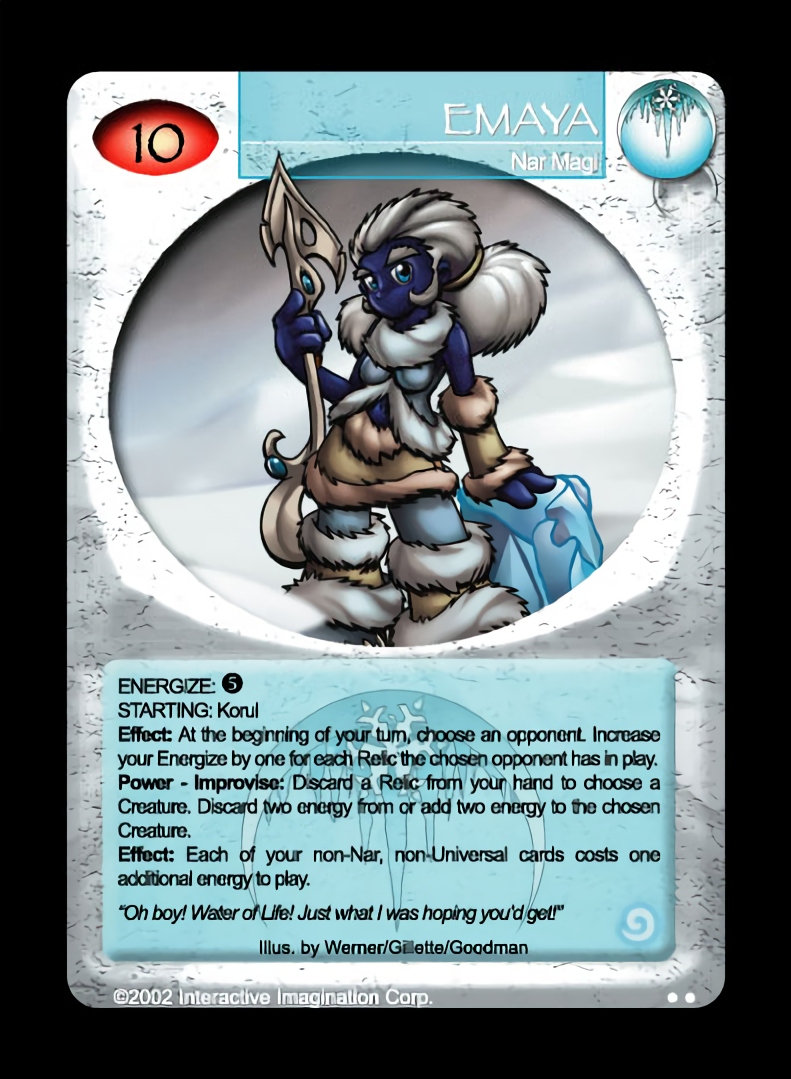 10
EMAYA
Nar Magi
ENERGIZE: 5
STARTING: Korul
Effect: At the beginning of your turn, choose an opponent. Increase
your Energize by one for each Relic the chosen opponent has in play.
Power - Improvise: Discard a Relic from your hand to choose a
Creature. Discard two energy from or add two energy to the chosen
Creature.
Effect: Each of your non-Nar, non-Universal cards costs one
additional energy to play.
"Oh boy! Water of Life! Just what I was hoping you'd get!"
Illus. by Werner/Gillette/Goodman
©2002 Interactive Imagination Corp.